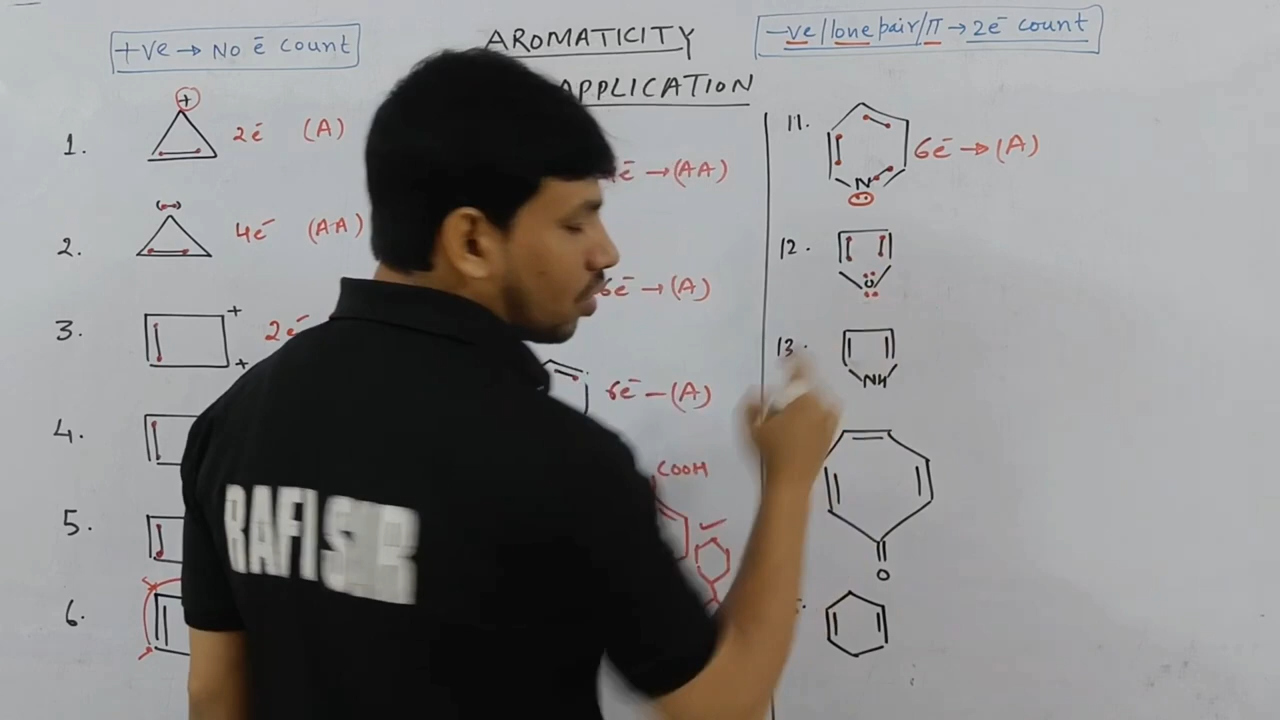 +ve → No ē count
AROMATICITY
APPLICATION
-ve/lone pair/π → 2ē count
1.
+
2ē (A)
2.
(••)
4ē (AA)
3.
+
+
2ē
4.
5.
6.
ē → (AA)
6ē → (A)
6ē - (A)
COOH
11.
N
6ē → (A)
12.
O
13.
NH
O
RAFI SIR